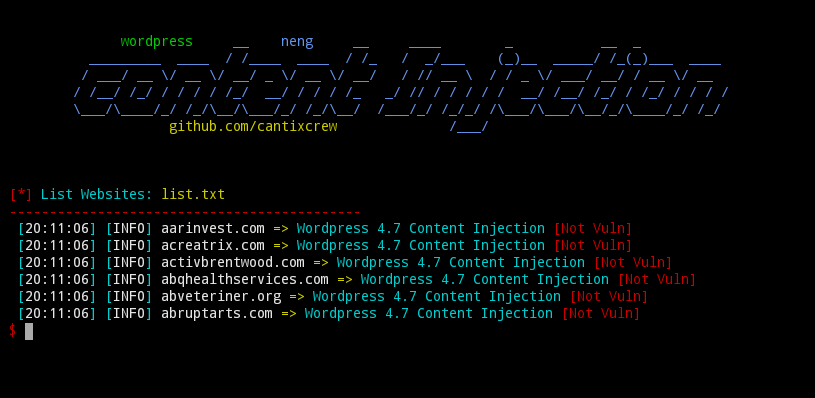 wordpress neng
Content Injection
github.com/cantixcrew
[*] List Websites: list.txt
--------------------------------------------
[20:11:06] [INFO] aarinvest.com => Wordpress 4.7 Content Injection [Not Vuln]
[20:11:06] [INFO] acreatrix.com => Wordpress 4.7 Content Injection [Not Vuln]
[20:11:06] [INFO] activbrentwood.com => Wordpress 4.7 Content Injection [Not Vuln]
[20:11:06] [INFO] abqhealthservices.com => Wordpress 4.7 Content Injection [Not Vuln]
[20:11:06] [INFO] abveteriner.org => Wordpress 4.7 Content Injection [Not Vuln]
[20:11:06] [INFO] abruptarts.com => Wordpress 4.7 Content Injection [Not Vuln]
$